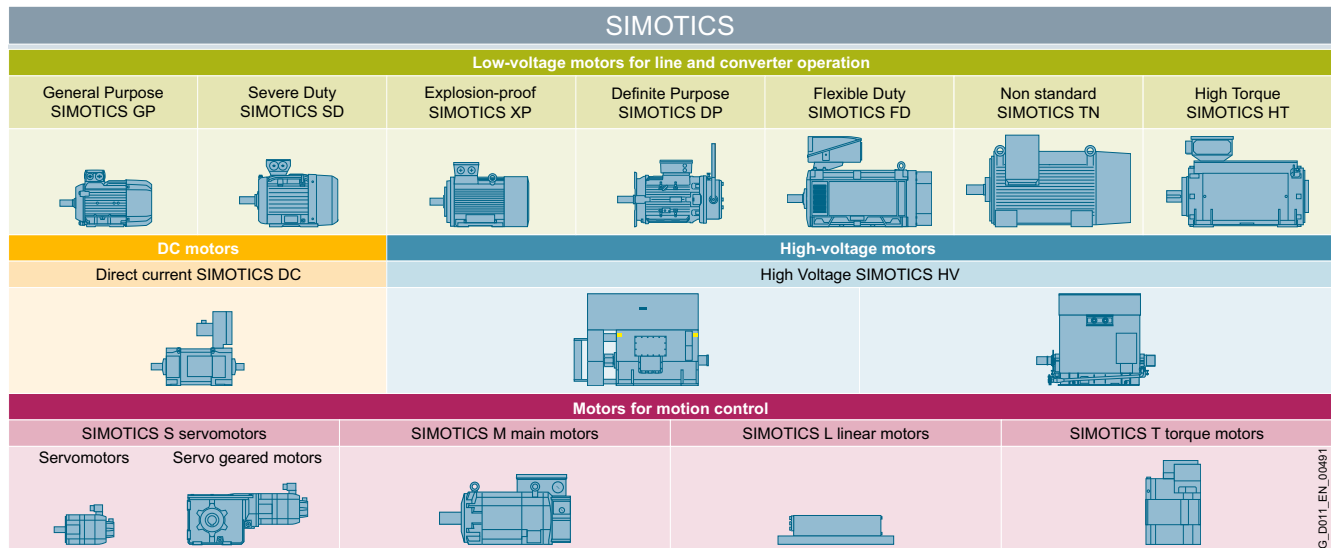 SIMOTICS
Low-voltage motors for line and converter operation
General Purpose
SIMOTICS GP
Severe Duty
SIMOTICS SD
Explosion-proof
SIMOTICS XP
Definite Purpose
SIMOTICS DP
Flexible Duty
SIMOTICS FD
Non standard
SIMOTICS TN
High Torque
SIMOTICS HT
DC motors
High-voltage motors
Direct current SIMOTICS DC
High Voltage SIMOTICS HV
Motors for motion control
SIMOTICS S servomotors
SIMOTICS M main motors
SIMOTICS L linear motors
SIMOTICS T torque motors
Servomotors
Servo geared motors
G_D011_EN_00491